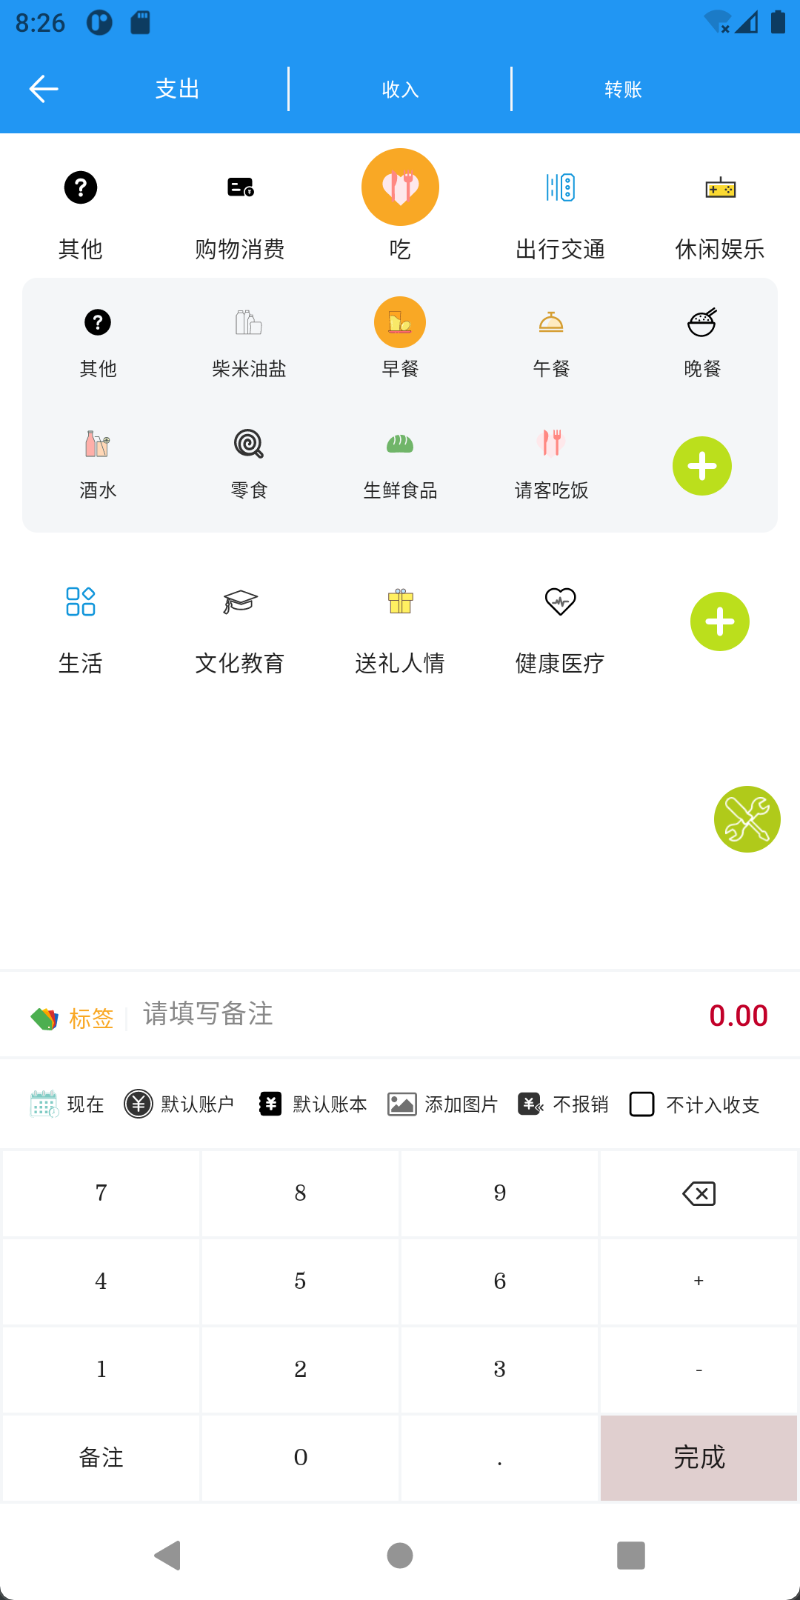 8:26
支出 收入 转账
其他 购物消费 吃 出行交通 休闲娱乐
其他 柴米油盐 早餐 午餐 晚餐
酒水 零食 生鲜食品 请客吃饭
生活 文化教育 送礼人情 健康医疗
标签 请填写备注 0.00
现在 默认账户 默认账本 添加图片 不报销 不计入收支
7 8 9
4 5 6 +
1 2 3 -
备注 0 . 完成